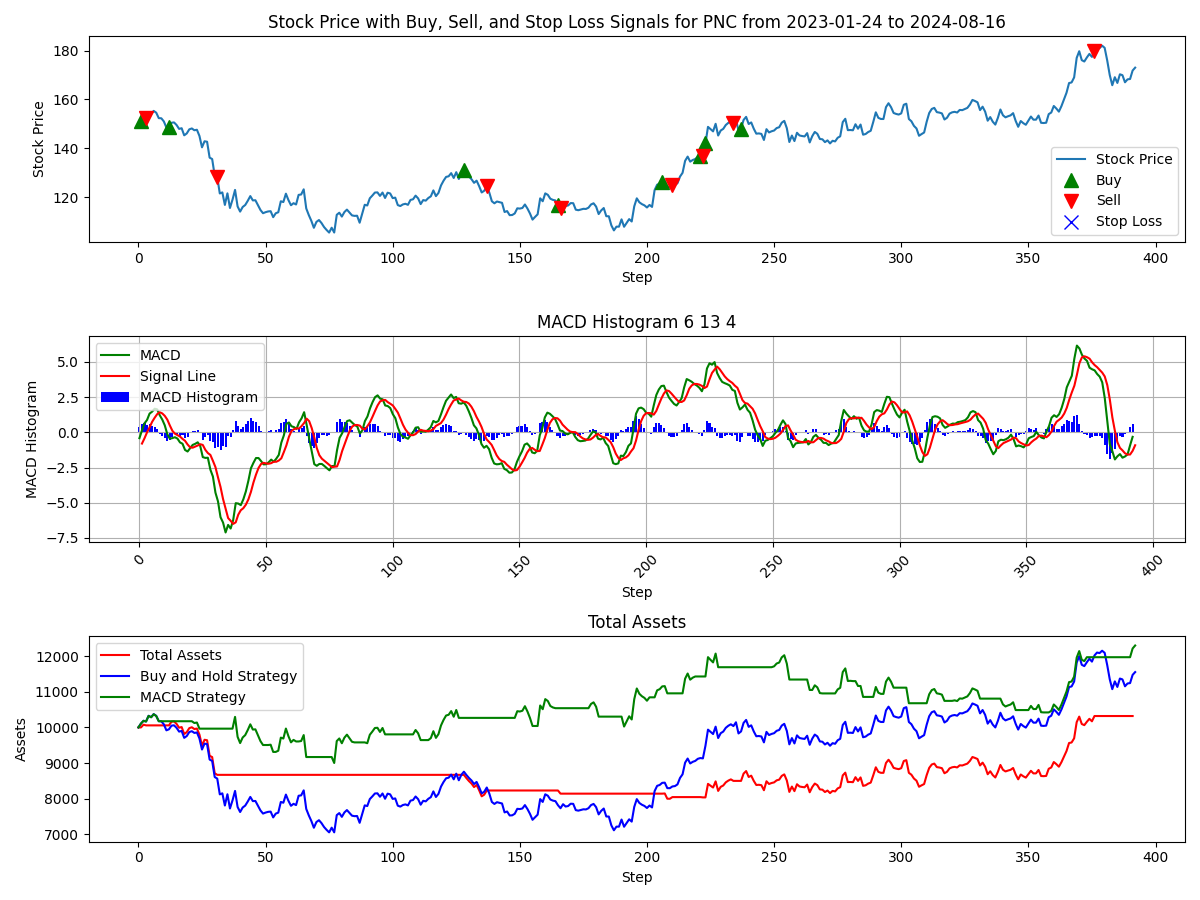 Stock Price with Buy, Sell, and Stop Loss Signals for PNC from 2023-01-24 to 2024-08-16
180
160
140
120
Stock Price
Stock Price
Buy
Sell
Stop Loss
0 50 100 150 200 250 300 350 400
Step
MACD Histogram 6 13 4
5.0
2.5
0.0
−2.5
−5.0
−7.5
MACD Histogram
MACD
Signal Line
MACD Histogram
0 50 100 150 200 250 300 350 400
Step
Total Assets
12000
11000
10000
9000
8000
7000
Assets
Total Assets
Buy and Hold Strategy
MACD Strategy
0 50 100 150 200 250 300 350 400
Step